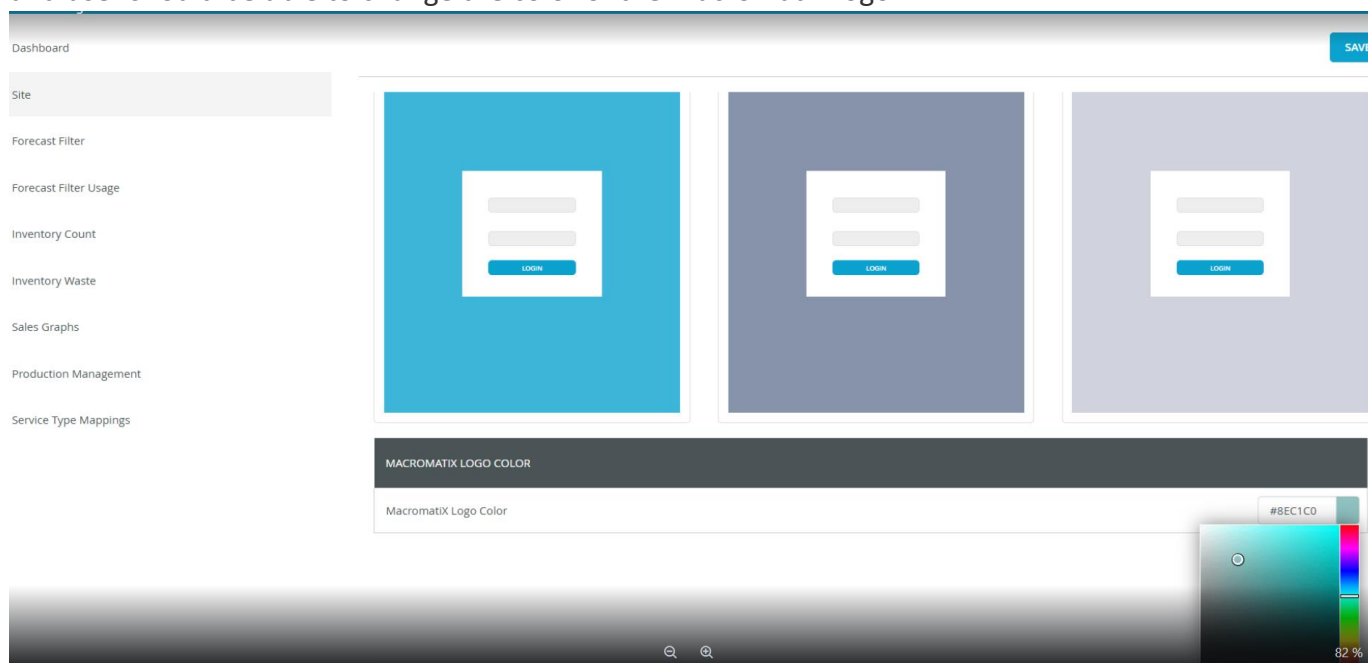 Dashboard
SAVE
Site
Forecast Filter
Forecast Filter Usage
Inventory Count
Inventory Waste
Sales Graphs
Production Management
Service Type Mappings
LOGIN
LOGIN
LOGIN
MACROMATIX LOGO COLOR
MacromatiX Logo Color
#8EC1C0
82 %